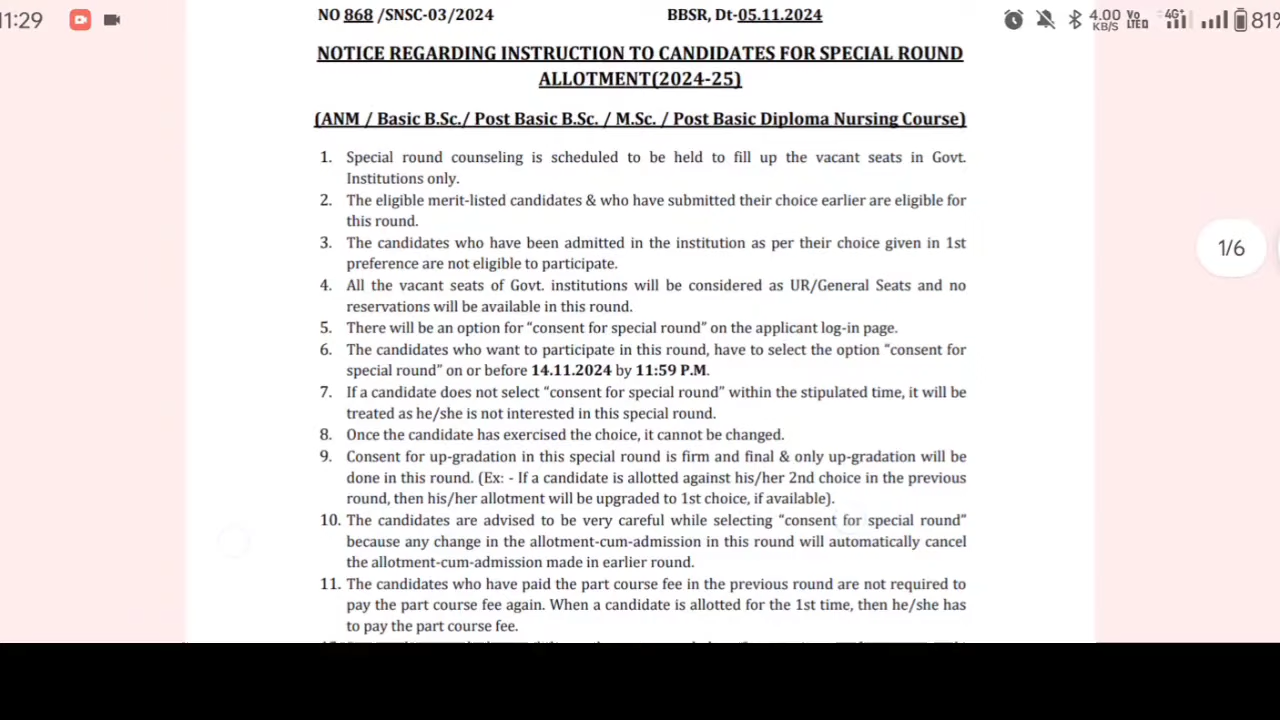 11:29
4.00 KB/S
Vo LTED
4G+
81%
NO 868 /SNSC-03/2024 BBSR, Dt-05.11.2024
NOTICE REGARDING INSTRUCTION TO CANDIDATES FOR SPECIAL ROUND
ALLOTMENT(2024-25)
(ANM / Basic B.Sc./ Post Basic B.Sc. / M.Sc. / Post Basic Diploma Nursing Course)
1. Special round counseling is scheduled to be held to fill up the vacant seats in Govt.
Institutions only.
2. The eligible merit-listed candidates & who have submitted their choice earlier are eligible for
this round.
3. The candidates who have been admitted in the institution as per their choice given in 1st
preference are not eligible to participate.
1/6
4. All the vacant seats of Govt. institutions will be considered as UR/General Seats and no
reservations will be available in this round.
5. There will be an option for “consent for special round” on the applicant log-in page.
6. The candidates who want to participate in this round, have to select the option “consent for
special round” on or before 14.11.2024 by 11:59 P.M.
7. If a candidate does not select “consent for special round” within the stipulated time, it will be
treated as he/she is not interested in this special round.
8. Once the candidate has exercised the choice, it cannot be changed.
9. Consent for up-gradation in this special round is firm and final & only up-gradation will be
done in this round. (Ex: - If a candidate is allotted against his/her 2nd choice in the previous
round, then his/her allotment will be upgraded to 1st choice, if available).
10. The candidates are advised to be very careful while selecting “consent for special round”
because any change in the allotment-cum-admission in this round will automatically cancel
the allotment-cum-admission made in earlier round.
11. The candidates who have paid the part course fee in the previous round are not required to
pay the part course fee again. When a candidate is allotted for the 1st time, then he/she has
to pay the part course fee.